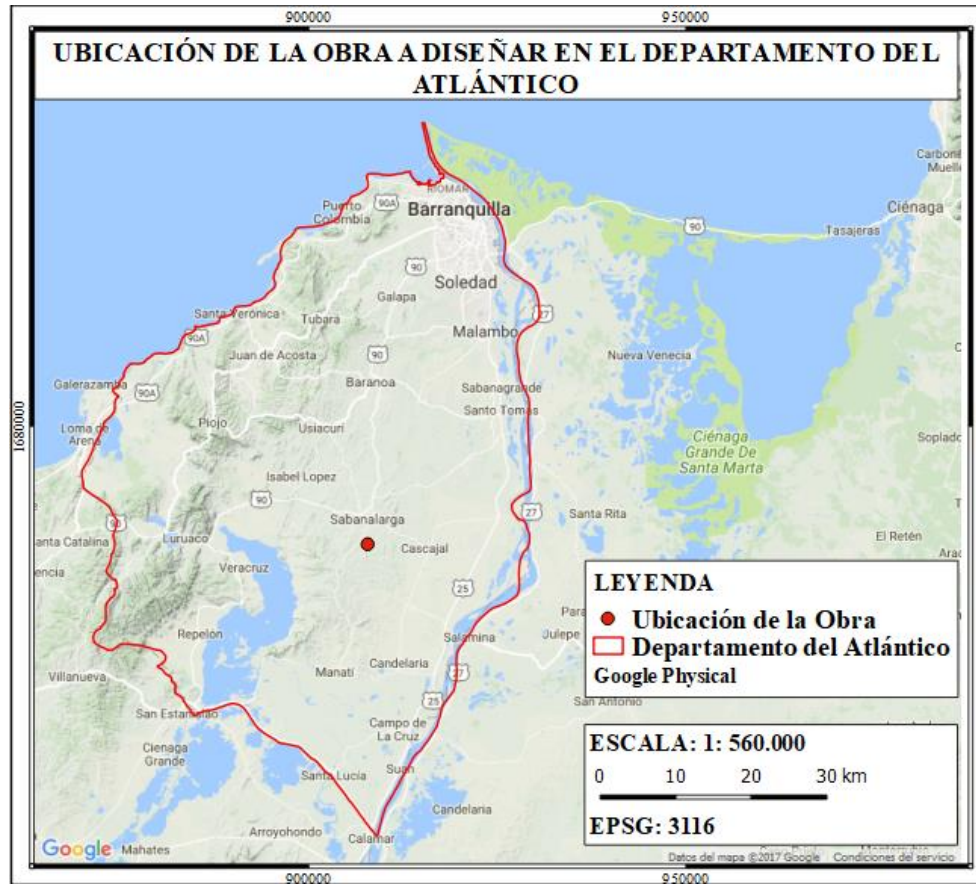 900000
950000
UBICACIÓN DE LA OBRA A DISEÑAR EN EL DEPARTAMENTO DEL
ATLÁNTICO
Carbone
Muelle
RIOMAR
Puerto
Colombia
90A
Barranquilla
Ciénaga
90
Tasajeras
90
Soledad
Galapa
Santa Verónica
Tubará
27
Malambo
90A
Juan de Acosta
90
Nueva Venecia
Galerazamba
Baranoa
Sabanagrande
90A
Santo Tomás
Piojo
Loma de
Arena
Usiacurí
1680000
Ciénaga
Grande De
Santa Marta
Soplado
Isabel Lopez
90
Sabanalarga
27
Santa Rita
90
Santa Catalina
Luruaco
Cascajal
El Retén
Veracruz
25
LEYENDA
Ubicación de la Obra
Departamento del Atlántico
Google Physical
Repelón
Salamina
Julepe
Candelaria
Villanueva
Manatí
27
25
San Antonio
San Estanislao
Campo de
La Cruz
Cienaga
Grande
ESCALA: 1: 560.000
0 10 20 30 km
Suan
Santa Lucía
Candelaria
EPSG: 3116
Arroyohondo
Calamar
Google
Mahates
Datos del mapa ©2017 Google Condiciones del servicio
900000
950000